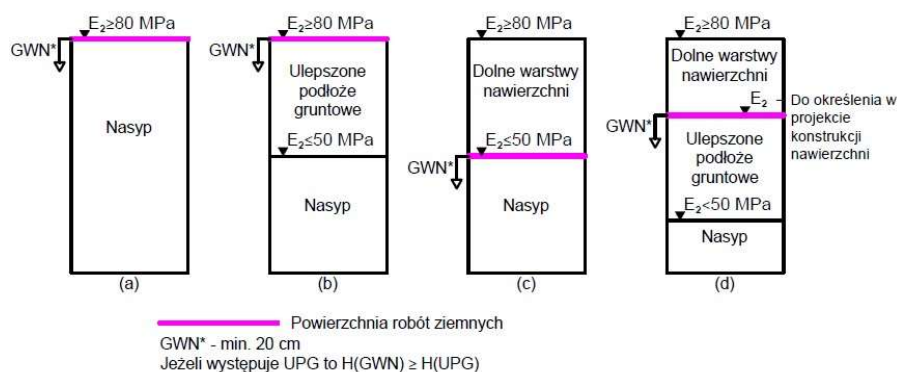 E₂≥80 MPa
GWN*
Nasyp
(a)
E₂≥80 MPa
GWN*
Ulepszone
podłoże
gruntowe
E₂≤50 MPa
Nasyp
(b)
E₂≥80 MPa
Dolne warstwy
nawierzchni
E₂≤50 MPa
GWN*
Nasyp
(c)
E₂≥80 MPa
Dolne warstwy
nawierzchni
E₂ – Do określenia w
projekcie
konstrukcji
nawierzchni
GWN*
Ulepszone
podłoże
gruntowe
E₂<50 MPa
Nasyp
(d)
Powierzchnia robót ziemnych
GWN* - min. 20 cm
Jeżeli występuje UPG to H(GWN) ≥ H(UPG)